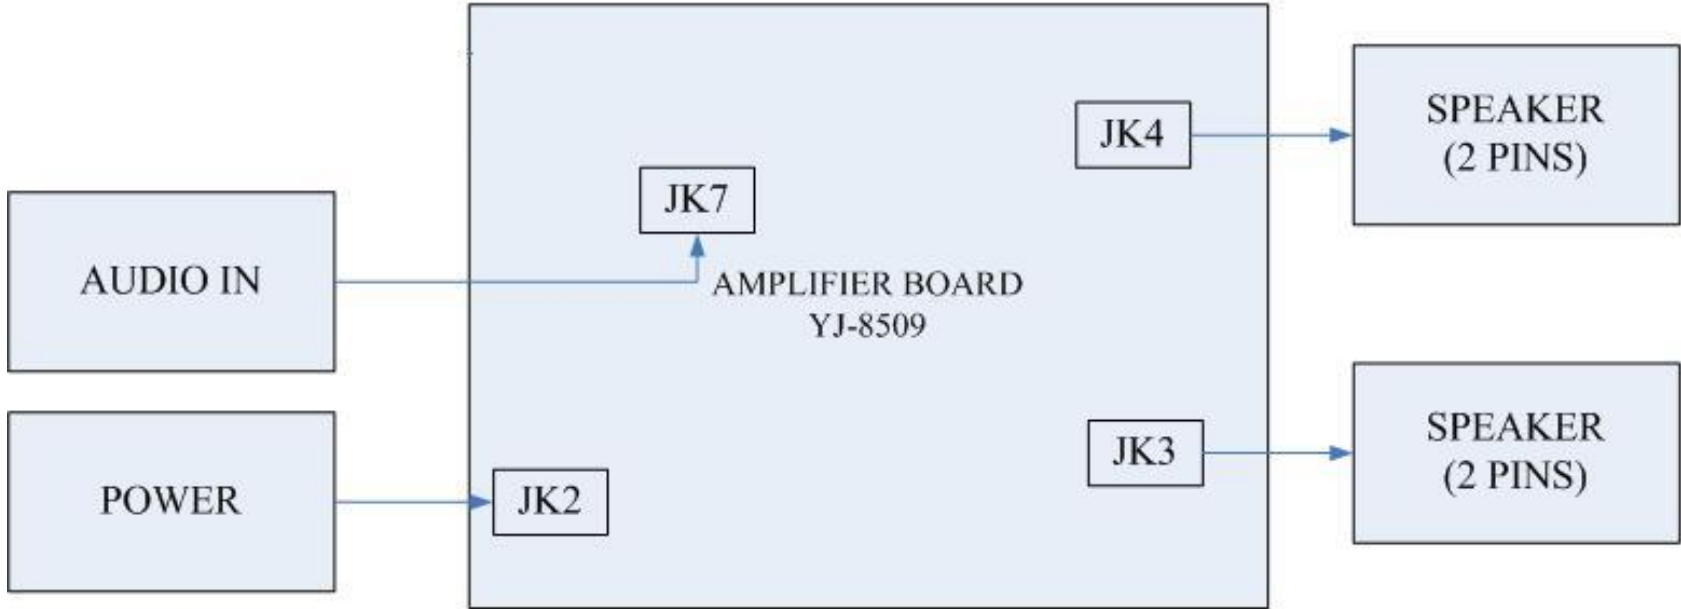 AUDIO IN
POWER
JK7
AMPLIFIER BOARD
YJ-8509
JK2
JK4
JK3
SPEAKER
(2 PINS)
SPEAKER
(2 PINS)